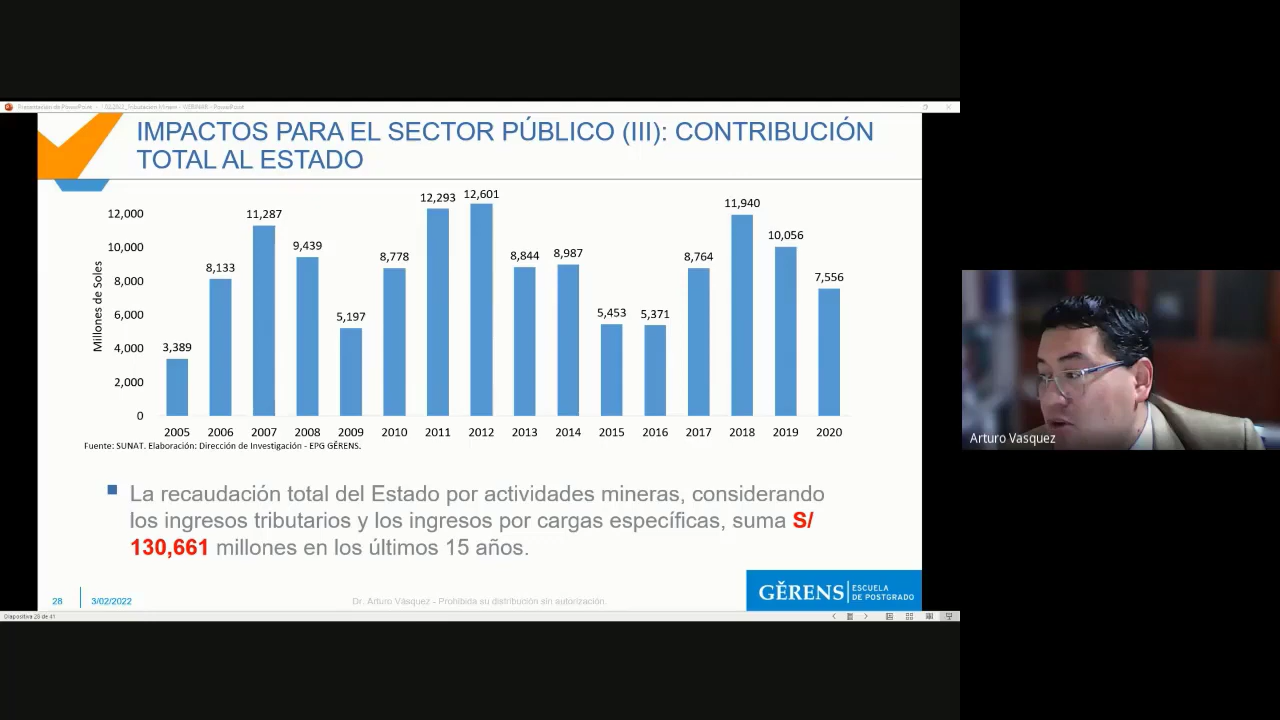 IMPACTOS PARA EL SECTOR PÚBLICO (III): CONTRIBUCIÓN
TOTAL AL ESTADO
Millones de Soles
12,000
10,000
8,000
6,000
4,000
2,000
0
3,389
8,133
11,287
9,439
5,197
8,778
12,293
12,601
8,844
8,987
5,453
5,371
8,764
11,940
10,056
7,556
2005 2006 2007 2008 2009 2010 2011 2012 2013 2014 2015 2016 2017 2018 2019 2020
Fuente: SUNAT. Elaboración: Dirección de Investigación - EPG GĚRENS.
La recaudación total del Estado por actividades mineras, considerando
los ingresos tributarios y los ingresos por cargas específicas, suma S/
130,661 millones en los últimos 15 años.
28 3/02/2022 Dr. Arturo Vásquez – Prohibida su distribución sin autorización.
GĚRENS ESCUELA
DE POSTGRADO
Diapositiva 28 de 41
Arturo Vasquez